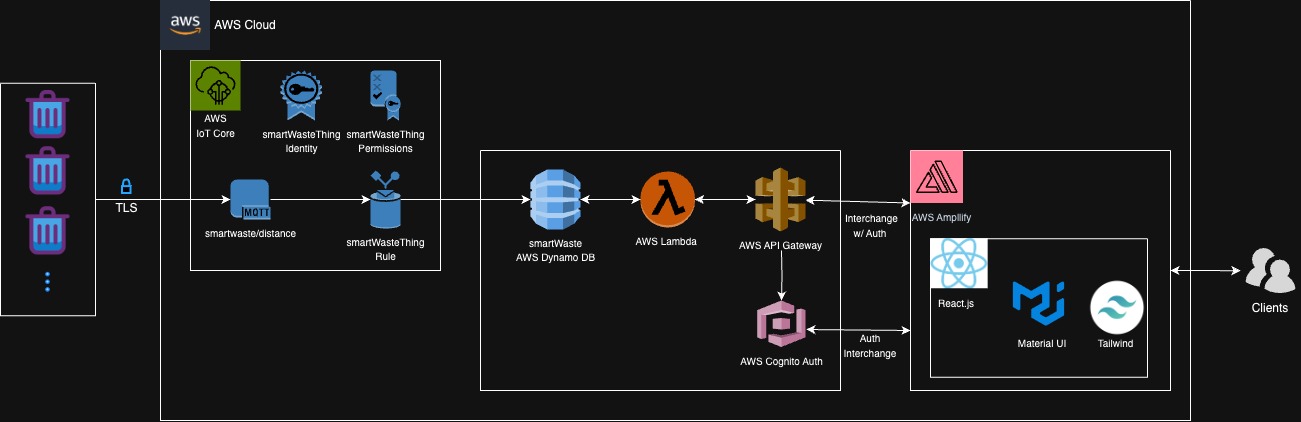 aws
AWS Cloud
AWS
IoT Core
smartWasteThing
Identity
smartWasteThing
Permissions
TLS
MQTT
smartwaste/distance
smartWasteThing
Rule
smartWaste
AWS Dynamo DB
AWS Lambda
AWS API Gateway
Interchange
w/ Auth
AWS Ampllify
React.js
Material UI
Tailwind
AWS Cognito Auth
Auth
Interchange
Clients